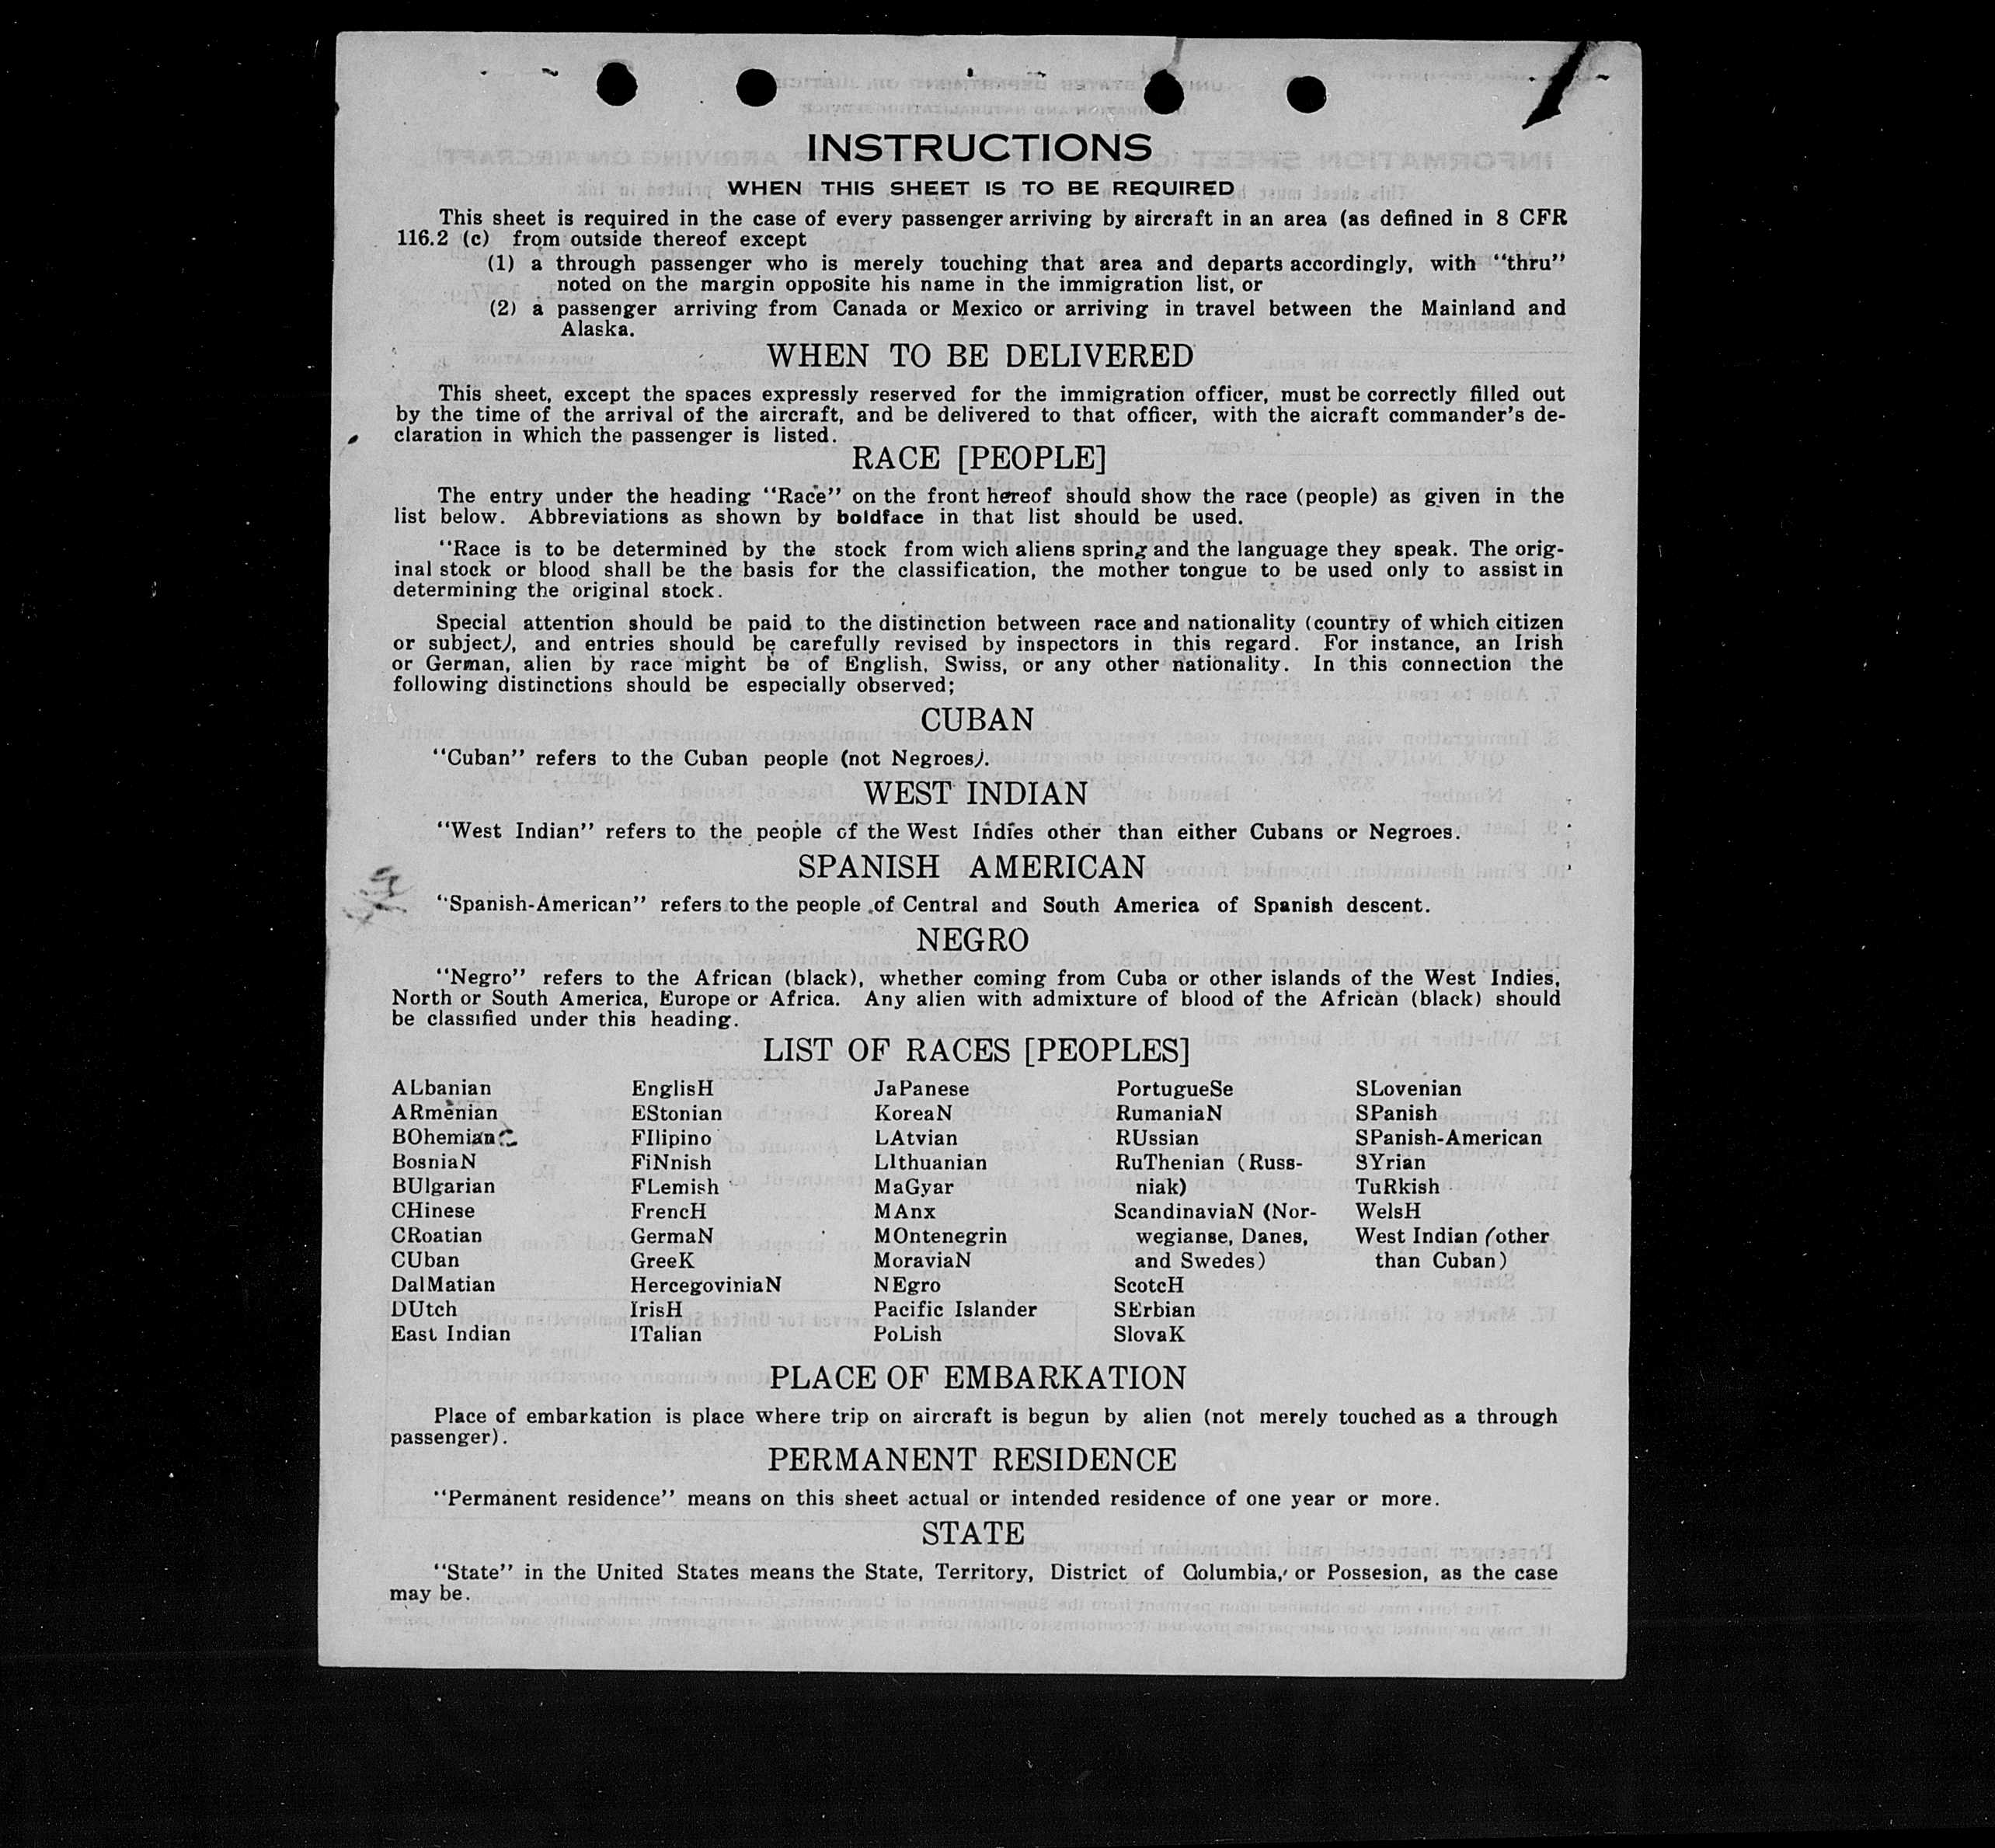 INSTRUCTIONS
WHEN THIS SHEET IS TO BE REQUIRED
This sheet is required in the case of every passenger arriving by aircraft in an area (as defined in 8 CFR
116.2 (c) from outside thereof except
(1) a through passenger who is merely touching that area and departs accordingly, with "thru"
noted on the margin opposite his name in the immigration list, or
(2) a passenger arriving from Canada or Mexico or arriving in travel between the Mainland and
Alaska.
WHEN TO BE DELIVERED
This sheet, except the spaces expressly reserved for the immigration officer, must be correctly filled out
by the time of the arrival of the aircraft, and be delivered to that officer, with the aicraft commander's de-
claration in which the passenger is listed.
RACE [PEOPLE]
The entry under the heading "Race" on the front hereof should show the race (people) as given in the
list below. Abbreviations as shown by boldface in that list should be used.
"Race is to be determined by the stock from wich aliens spring and the language they speak. The orig-
inal stock or blood shall be the basis for the classification, the mother tongue to be used only to assist in
determining the original stock.
Special attention should be paid to the distinction between race and nationality (country of which citizen
or subject), and entries should be carefully revised by inspectors in this regard. For instance, an Irish
or German, alien by race might be of English, Swiss, or any other nationality. In this connection the
following distinctions should be especially observed;
CUBAN
"Cuban" refers to the Cuban people (not Negroes).
WEST INDIAN
"West Indian" refers to the people of the West Indies other than either Cubans or Negroes.
SPANISH AMERICAN
"Spanish-American" refers to the people of Central and South America of Spanish descent.
NEGRO
"Negro" refers to the African (black), whether coming from Cuba or other islands of the West Indies,
North or South America, Europe or Africa. Any alien with admixture of blood of the African (black) should
be classified under this heading.
LIST OF RACES [PEOPLES]
ALbanian
ARmenian
BOhemian
BosniaN
BUlgarian
CHinese
CRoatian
CUban
DalMatian
DUtch
East Indian
EnglisH
EStonian
FIlipino
FiNnish
FLemish
FrencH
GermaN
GreeK
HercegoviniaN
IrisH
ITalian
JaPanese
KoreaN
LAtvian
LIthuanian
MaGyar
MAnx
MOntenegrin
MoraviaN
NEgro
Pacific Islander
PoLish
PortugueSe
RumaniaN
RUssian
RuThenian (Russ-
niak)
ScandinaviaN (Nor-
wegianse, Danes,
and Swedes)
ScotcH
SErbian
SlovaK
SLovenian
SPanish
SPanish-American
SYrian
TuRkish
WelsH
West Indian (other
than Cuban)
PLACE OF EMBARKATION
Place of embarkation is place where trip on aircraft is begun by alien (not merely touched as a through
passenger).
PERMANENT RESIDENCE
"Permanent residence" means on this sheet actual or intended residence of one year or more.
STATE
"State" in the United States means the State, Territory, District of Columbia, or Possesion, as the case
may be.